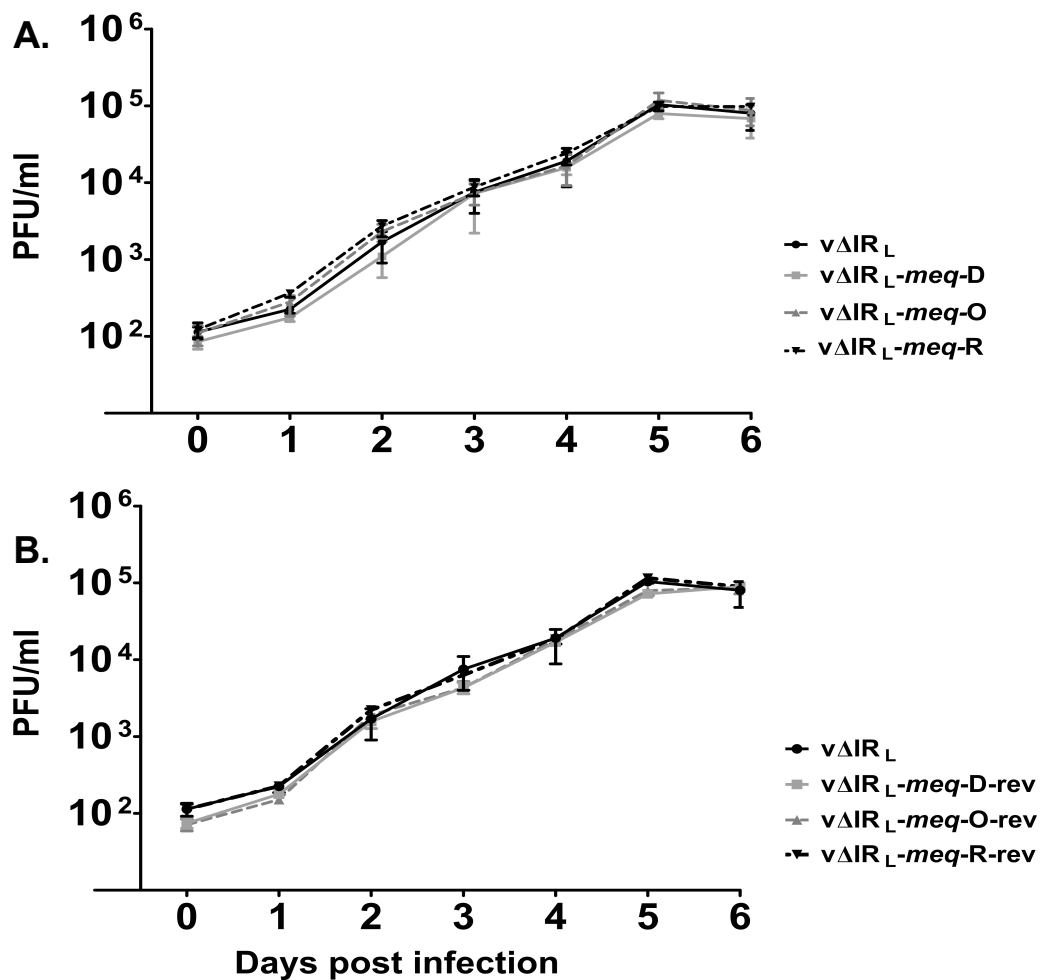 A.
PFU/ml
10⁶
10⁵
10⁴
10³
10²
0 1 2 3 4 5 6
vΔIR L
vΔIR L-meq-D
vΔIR L-meq-O
vΔIR L-meq-R
B.
PFU/ml
10⁶
10⁵
10⁴
10³
10²
0 1 2 3 4 5 6
Days post infection
vΔIR L
vΔIR L-meq-D-rev
vΔIR L-meq-O-rev
vΔIR L-meq-R-rev